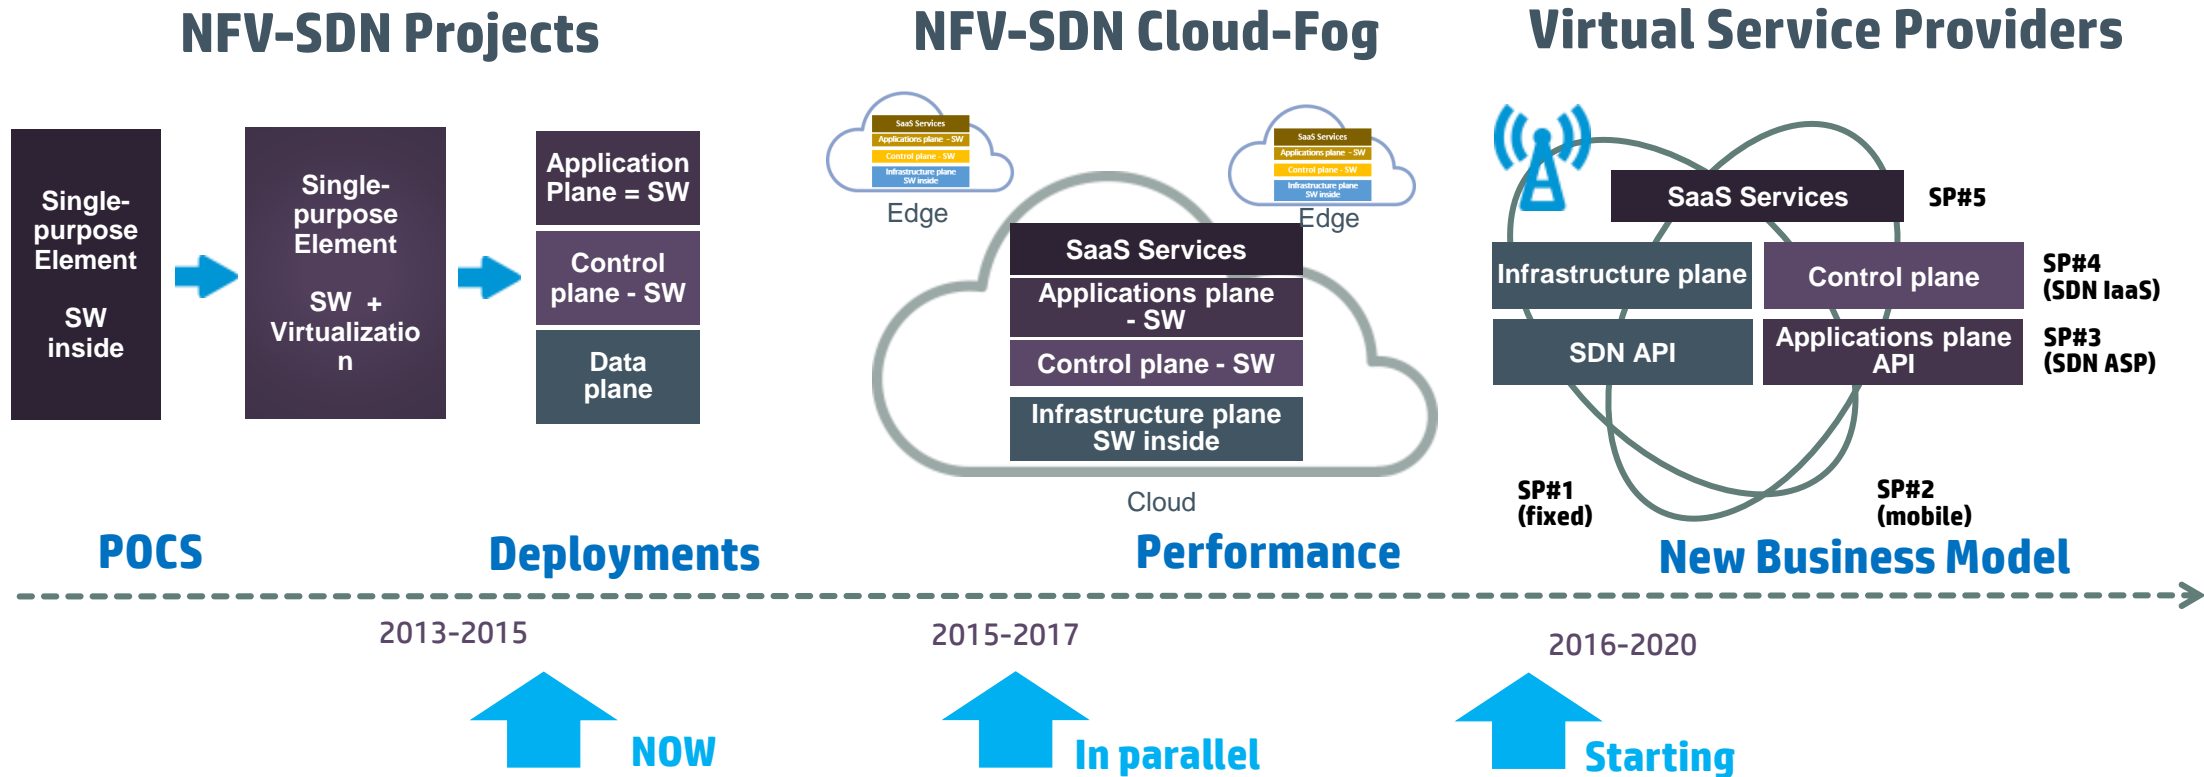 NFV-SDN Projects
NFV-SDN Cloud-Fog
Virtual Service Providers
Single-
purpose
Element
SW
inside
Single-
purpose
Element
SW +
Virtualizatio
n
Application
Plane = SW
Control
plane - SW
Data
plane
SaaS Services
Applications plane - SW
Control plane - SW
Infrastructure plane
SW inside
Edge
SaaS Services
Applications plane - SW
Control plane - SW
Infrastructure plane
SW inside
Edge
SaaS Services
Applications plane
- SW
Control plane - SW
Infrastructure plane
SW inside
Cloud
SaaS Services
SP#5
Infrastructure plane
Control plane
SP#4
(SDN IaaS)
SDN API
Applications plane
API
SP#3
(SDN ASP)
SP#1
(fixed)
SP#2
(mobile)
POCS
Deployments
Performance
New Business Model
2013-2015
2015-2017
2016-2020
NOW
In parallel
Starting